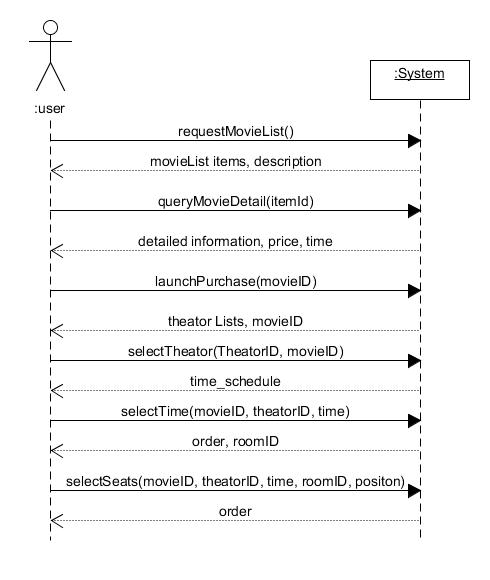 :System
:user
requestMovieList()
movieList items, description
queryMovieDetail(itemId)
detailed information, price, time
launchPurchase(movieID)
theator Lists, movieID
selectTheator(TheatorID, movieID)
time_schedule
selectTime(movieID, theatorID, time)
order, roomID
selectSeats(movieID, theatorID, time, roomID, positon)
order